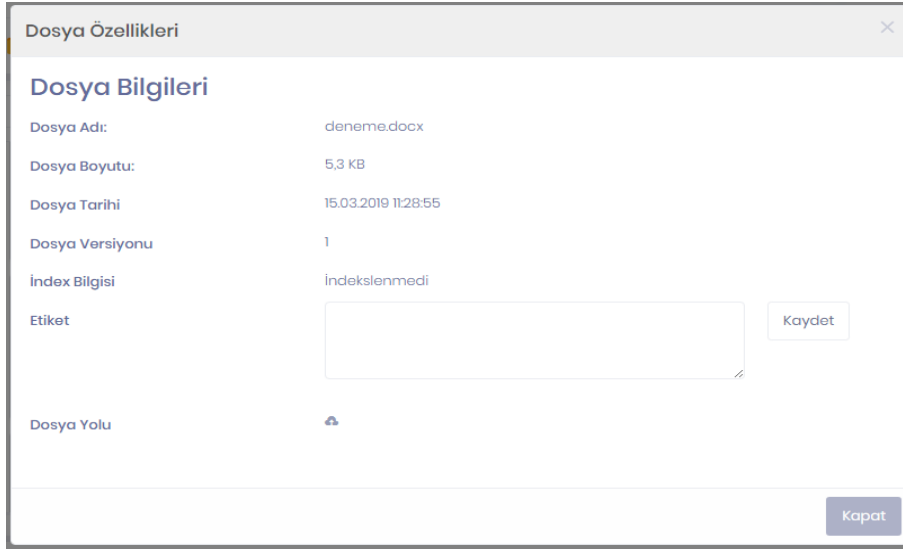 Dosya Özellikleri
Dosya Bilgileri
Dosya Adı: deneme.docx
Dosya Boyutu: 5,3 KB
Dosya Tarihi 15.03.2019 11:28:55
Dosya Versiyonu 1
İndex Bilgisi İndekslenmedi
Etiket Kaydet
Dosya Yolu
Kapat